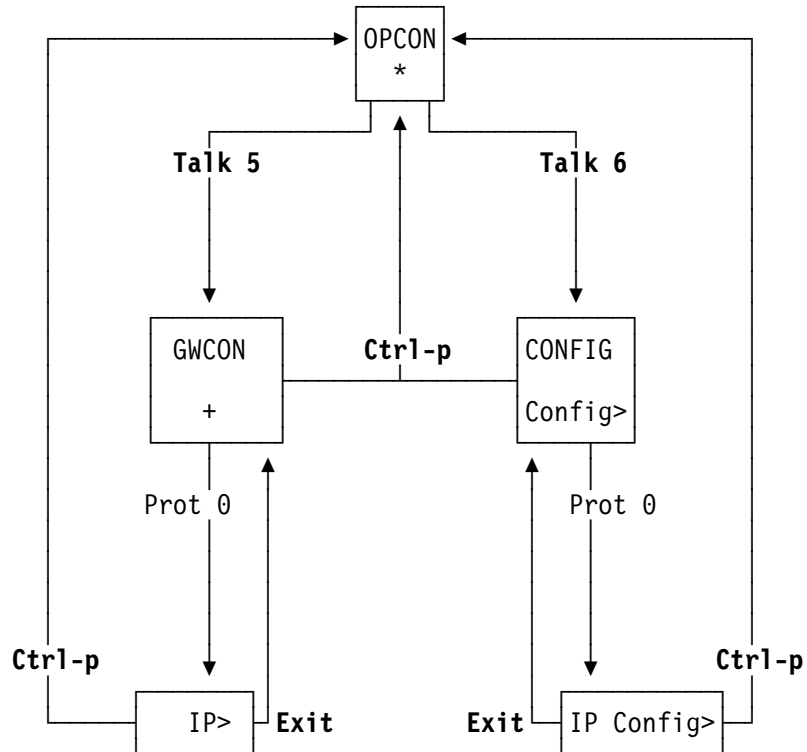 OPCON
*
Talk 5
Talk 6
GWCON
+
Ctrl-p
CONFIG
Config>
Prot 0
Prot 0
Ctrl-p
Ctrl-p
IP>
Exit
Exit
IP Config>